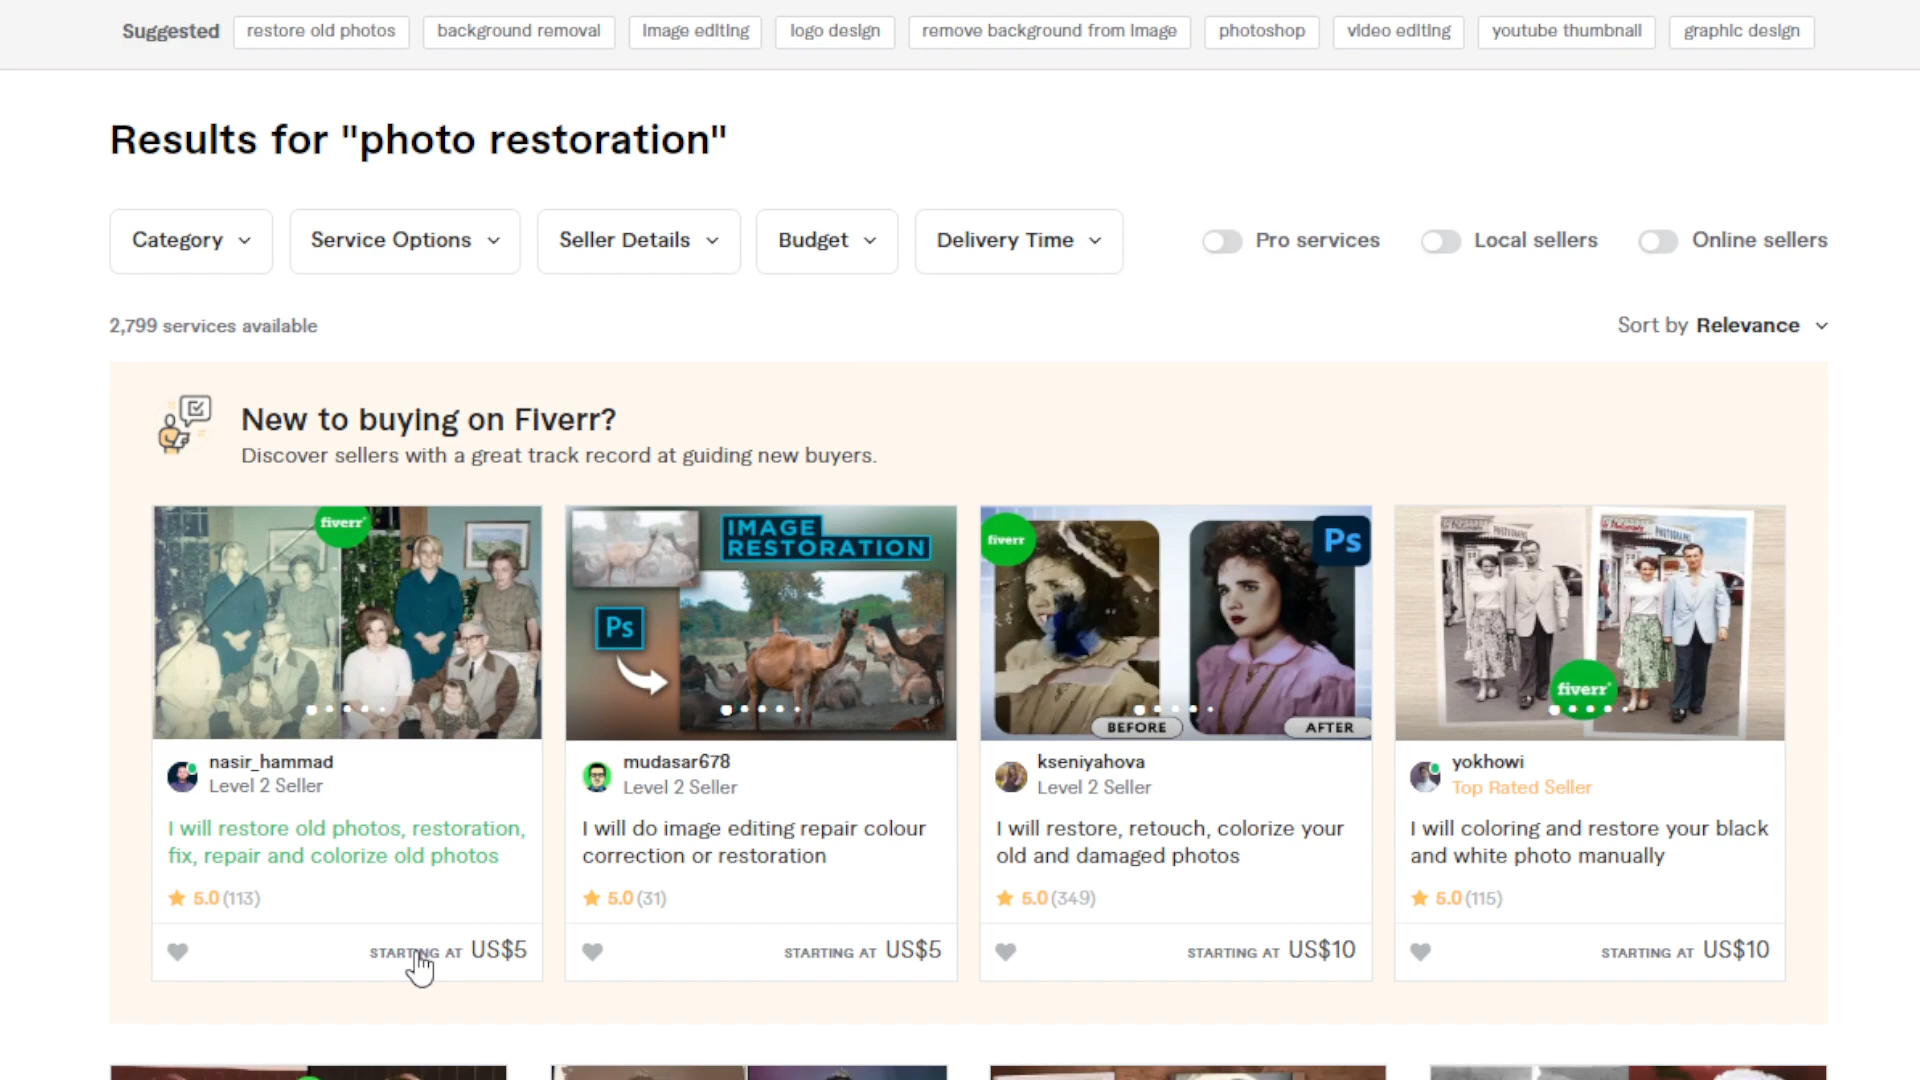 Suggested restore old photos background removal image editing logo design remove background from image photoshop video editing youtube thumbnail graphic design
Results for "photo restoration"
Category Service Options Seller Details Budget Delivery Time Pro services Local sellers Online sellers
2,799 services available Sort by Relevance
New to buying on Fiverr?
Discover sellers with a great track record at guiding new buyers.
fiverr
IMAGE
RESTORATION
Ps
fiverr
Ps
BEFORE AFTER
fiverr
nasir_hammad
Level 2 Seller
I will restore old photos, restoration,
fix, repair and colorize old photos
5.0 (113)
STARTING AT US$5
mudasar678
Level 2 Seller
I will do image editing repair colour
correction or restoration
5.0 (31)
STARTING AT US$5
kseniyahova
Level 2 Seller
I will restore, retouch, colorize your
old and damaged photos
5.0 (349)
STARTING AT US$10
yokhowi
Top Rated Seller
I will coloring and restore your black
and white photo manually
5.0 (115)
STARTING AT US$10